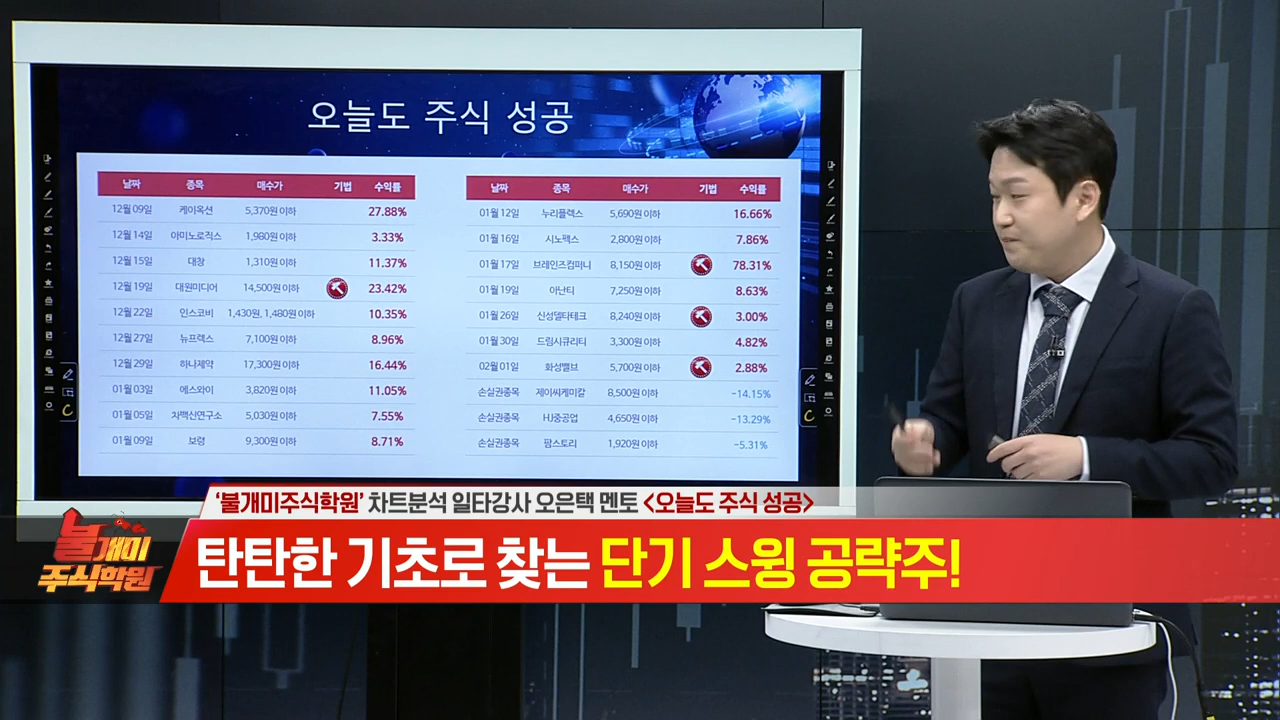 오늘도 주식 성공
날짜 종목 매수가 기법 수익률
12월 09일 케이옥션 5,370원 이하 27.88%
12월 14일 아미노로직스 1,980원 이하 3.33%
12월 15일 대창 1,310원 이하 11.37%
12월 19일 대원미디어 14,500원 이하 23.42%
12월 22일 인스코비 1,430원, 1,480원 이하 10.35%
12월 27일 뉴프렉스 7,100원 이하 8.96%
12월 29일 하나제약 17,300원 이하 16.44%
01월 03일 에스와이 3,820원 이하 11.05%
01월 05일 차백신연구소 5,030원 이하 7.55%
01월 09일 보령 9,300원 이하 8.71%
날짜 종목 매수가 기법 수익률
01월 12일 누리플렉스 5,690원 이하 16.66%
01월 16일 시노펙스 2,800원 이하 7.86%
01월 17일 브레인즈컴퍼니 8,150원 이하 78.31%
01월 19일 아난티 7,250원 이하 8.63%
01월 26일 신성델타테크 8,240원 이하 3.00%
01월 30일 드림시큐리티 3,300원 이하 4.82%
02월 01일 화성밸브 5,700원 이하 2.88%
손실권종목 제이씨케미칼 8,500원 이하 -14.15%
손실권종목 HJ중공업 4,650원 이하 -13.29%
손실권종목 팜스토리 1,920원 이하 -5.31%
'불개미주식학원' 차트분석 일타강사 오은택 멘토 <오늘도 주식 성공>
불개미
주식학원
탄탄한 기초로 찾는 단기 스윙 공략주!